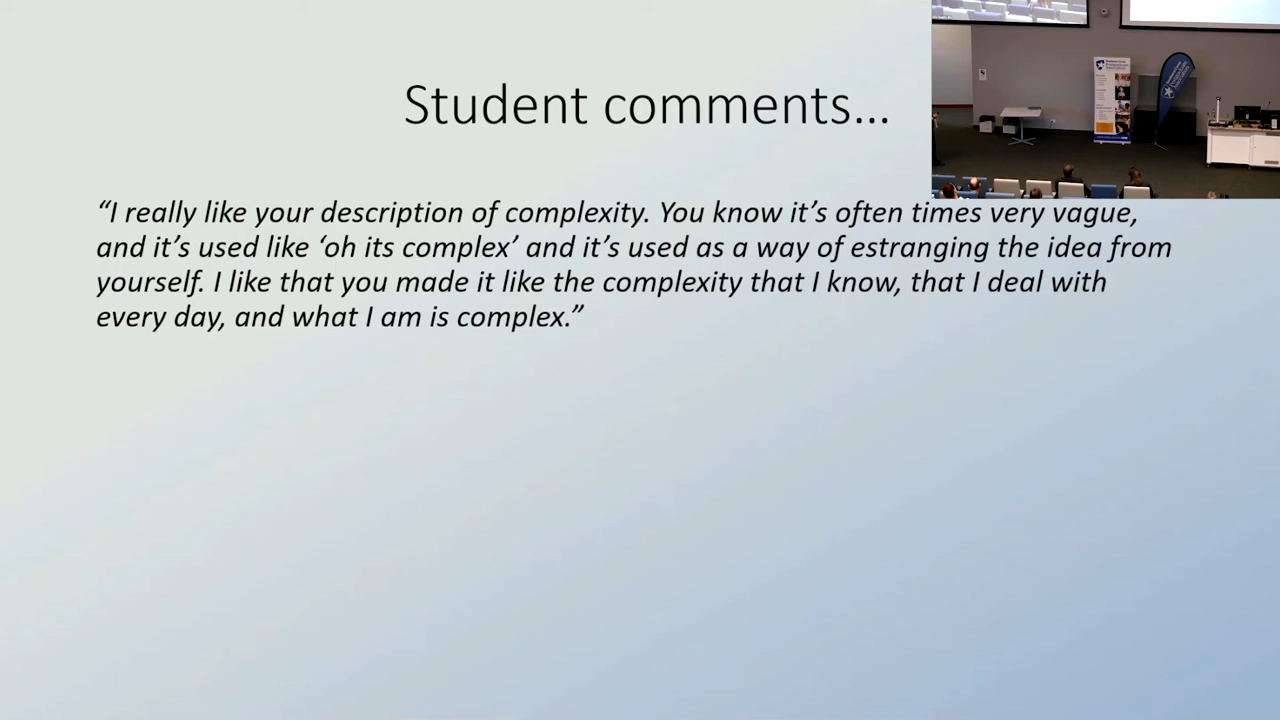 Student comments...
“I really like your description of complexity. You know it’s often times very vague,
and it’s used like ‘oh its complex’ and it’s used as a way of estranging the idea from
yourself. I like that you made it like the complexity that I know, that I deal with
every day, and what I am is complex.”